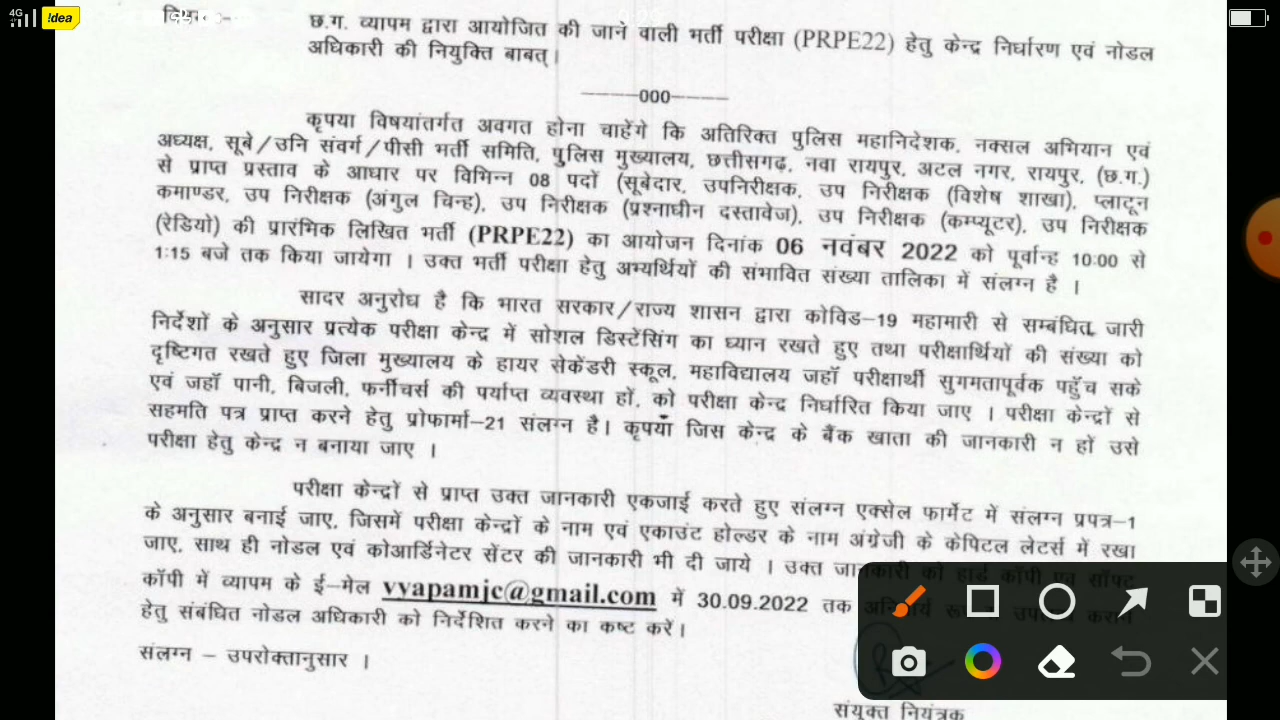 4G
!dea
छ.ग. व्यापम द्वारा आयोजित की जाने वाली भर्ती परीक्षा (PRPE22) हेतु केन्द्र निर्धारण एवं नोडल
अधिकारी की नियुक्ति बाबत्।
000
कृपया विषयांतर्गत अवगत होना चाहेंगे कि अतिरिक्त पुलिस महानिदेशक, नक्सल अभियान एवं
अध्यक्ष, सूबे/उनि संवर्ग/पीसी भर्ती समिति, पुलिस मुख्यालय, छत्तीसगढ़, नवा रायपुर, अटल नगर, रायपुर, (छ.ग.)
से प्राप्त प्रस्ताव के आधार पर विभिन्न 08 पदों (सूबेदार, उपनिरीक्षक, उप निरीक्षक (विशेष शाखा), प्लाटून
कमाण्डर, उप निरीक्षक (अंगुल चिन्ह), उप निरीक्षक (प्रश्नाधीन दस्तावेज), उप निरीक्षक (कम्प्यूटर), उप निरीक्षक
(रेडियो) की प्रारंभिक लिखित भर्ती (PRPE22) का आयोजन दिनांक 06 नवंबर 2022 को पूर्वान्ह 10:00 से
1:15 बजे तक किया जायेगा । उक्त भर्ती परीक्षा हेतु अभ्यर्थियों की संभावित संख्या तालिका में संलग्न है ।
सादर अनुरोध है कि भारत सरकार/राज्य शासन द्वारा कोविड-19 महामारी से सम्बंधित जारी
निर्देशों के अनुसार प्रत्येक परीक्षा केन्द्र में सोशल डिस्टेंसिंग का ध्यान रखते हुए तथा परीक्षार्थियों की संख्या को
दृष्टिगत रखते हुए जिला मुख्यालय के हायर सेकेंडरी स्कूल, महाविद्यालय जहाँ परीक्षार्थी सुगमतापूर्वक पहुँच सके
एवं जहाँ पानी, बिजली, फर्नीचर्स की पर्याप्त व्यवस्था हों, को परीक्षा केन्द्र निर्धारित किया जाए । परीक्षा केन्द्रों से
सहमति पत्र प्राप्त करने हेतु प्रोफार्मा-21 संलग्न है। कृपया जिस केन्द्र के बैंक खाता की जानकारी न हों उसे
परीक्षा हेतु केन्द्र न बनाया जाए ।
परीक्षा केन्द्रों से प्राप्त उक्त जानकारी एकजाई करते हुए संलग्न एक्सेल फार्मेट में संलग्न प्रपत्र-1
के अनुसार बनाई जाए, जिसमें परीक्षा केन्द्रों के नाम एवं एकाउंट होल्डर के नाम अंग्रेजी के केपिटल लेटर्स में रखा
जाए, साथ ही नोडल एवं कोआर्डिनेटर सेंटर की जानकारी भी दी जाये । उक्त जानकारी को हार्ड कॉपी एवं सॉफ्ट
कॉपी में व्यापम के ई-मेल vyapamjc@gmail.com में 30.09.2022 तक
हेतु संबंधित नोडल अधिकारी को निर्देशित करने का कष्ट करें।
संलग्न – उपरोक्तानुसार ।
संयुक्त नियंत्रक